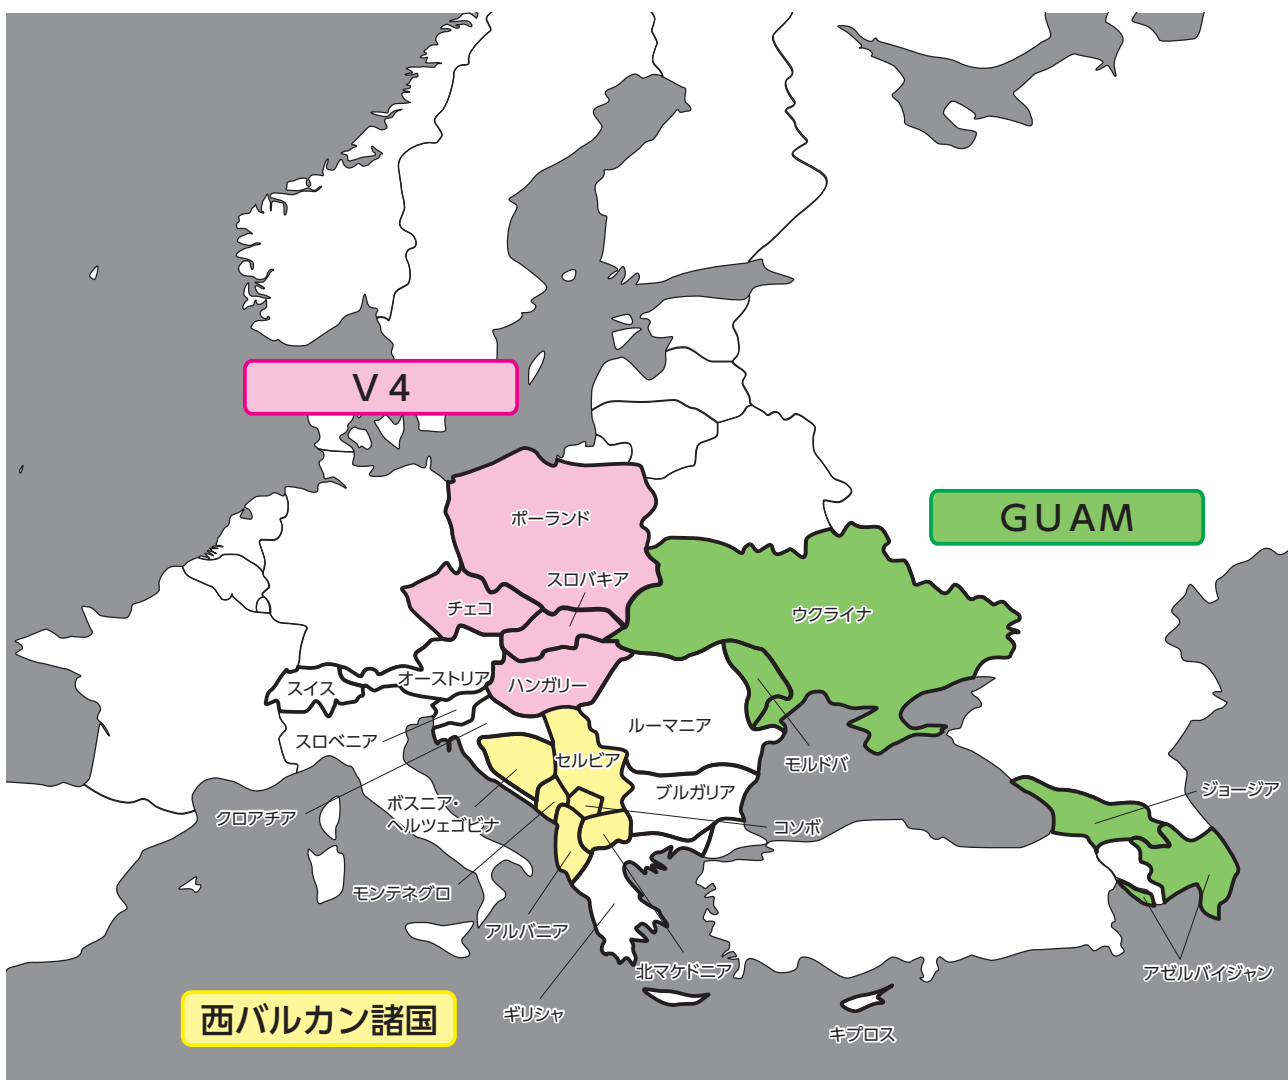 V4
GUAM
ポーランド
スロバキア
チェコ
ウクライナ
オーストリア
スイス
ハンガリー
ルーマニア
スロベニア
セルビア
モルドバ
ブルガリア
ジョージア
ボスニア・
ヘルツェゴビナ
クロアチア
コソボ
モンテネグロ
アルバニア
北マケドニア
アゼルバイジャン
ギリシャ
西バルカン諸国
キプロス